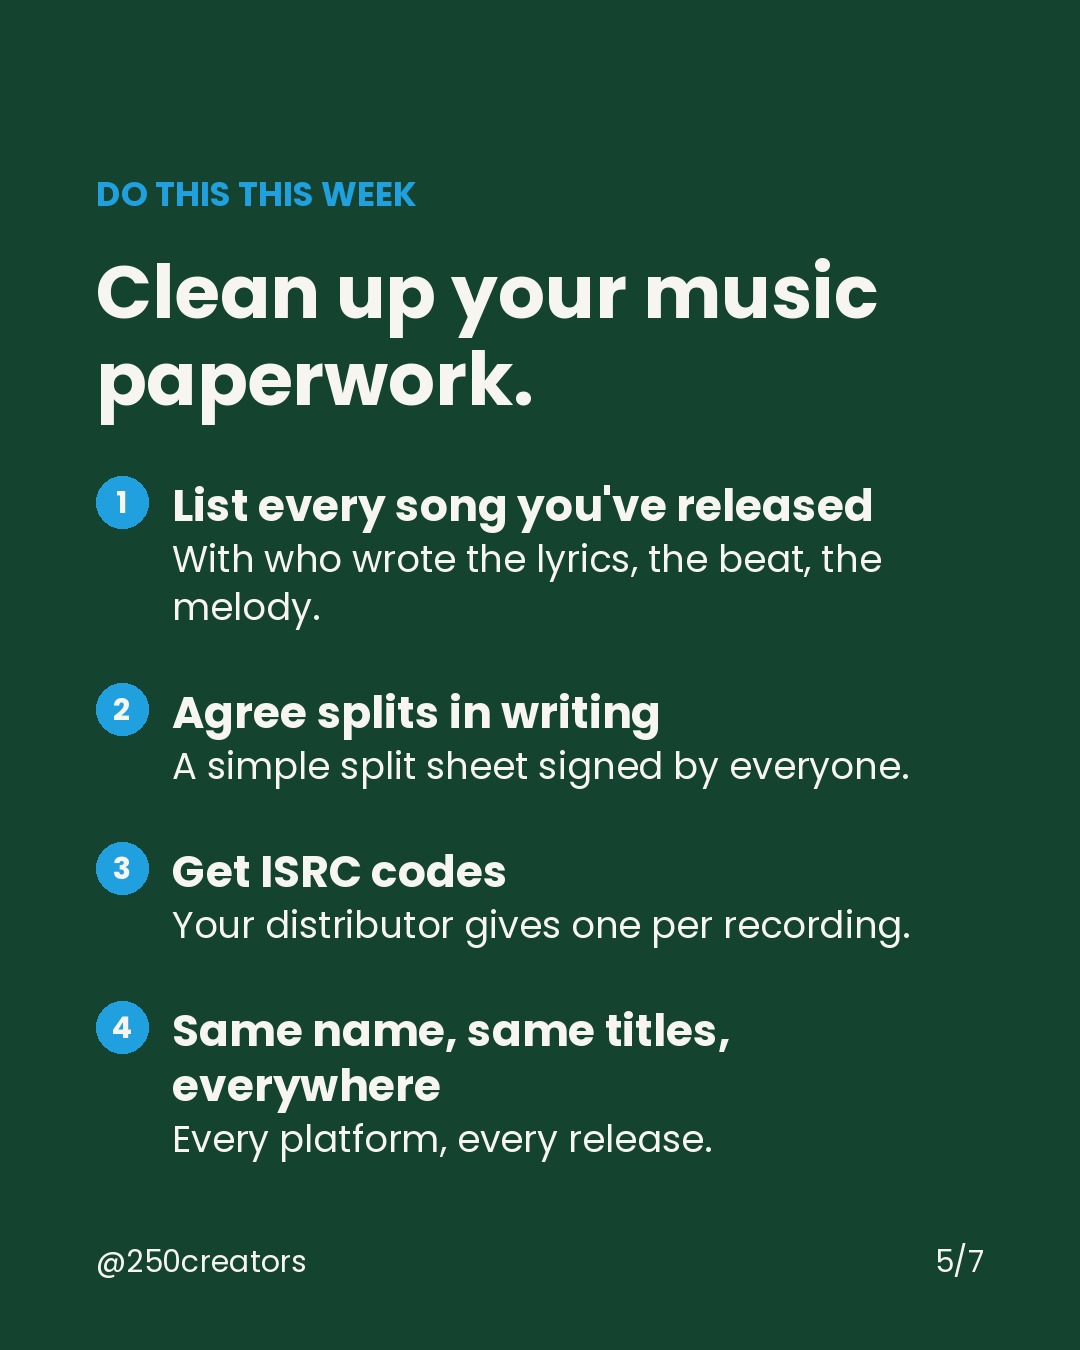 DO THIS THIS WEEK
Clean up your music
paperwork.
1 List every song you've released
With who wrote the lyrics, the beat, the
melody.
2 Agree splits in writing
A simple split sheet signed by everyone.
3 Get ISRC codes
Your distributor gives one per recording.
4 Same name, same titles,
everywhere
Every platform, every release.
@250creators 5/7